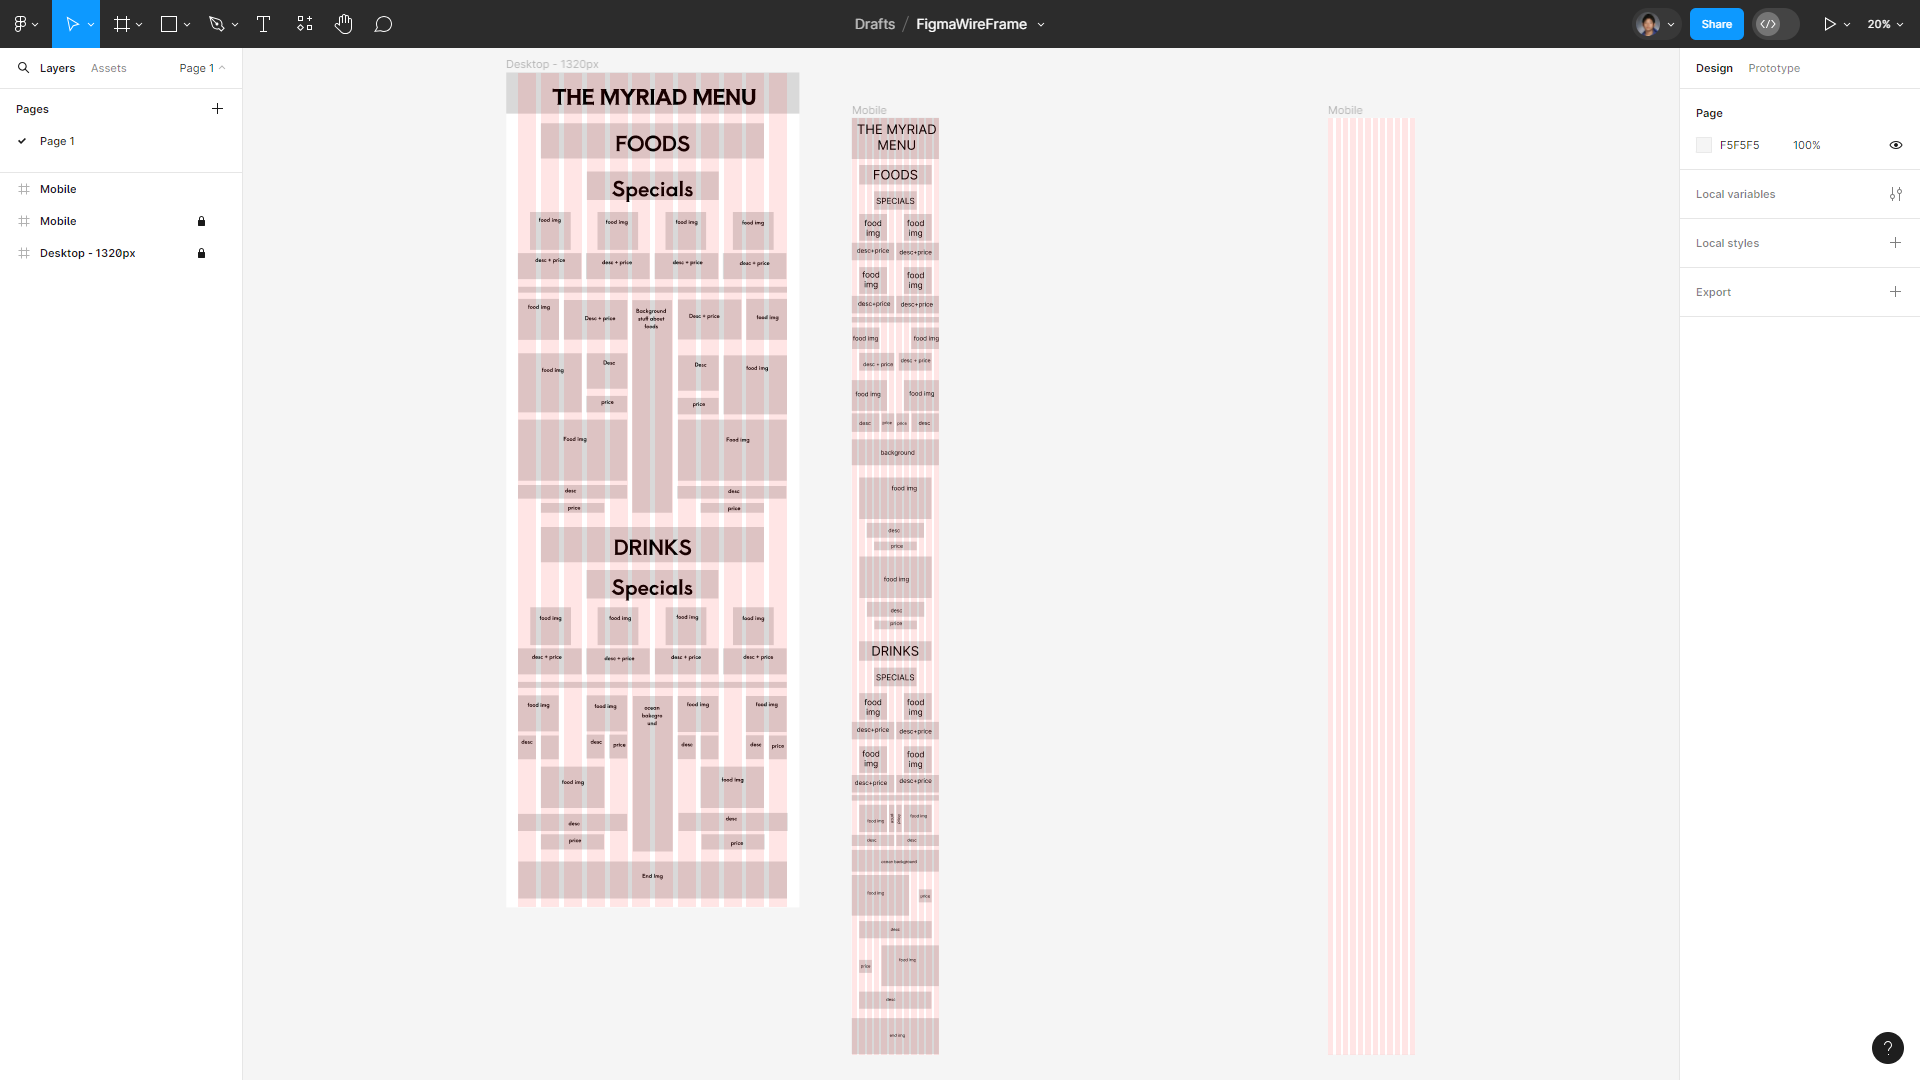 Drafts / FigmaWireFrame
Share
20%
Layers
Assets
Page 1
Pages
Page 1
Mobile
Mobile
Desktop - 1320px
Design
Prototype
Page
F5F5F5
100%
Local variables
Local styles
Export
?
Desktop - 1320px
THE MYRIAD MENU
FOODS
Specials
food img
food img
food img
food img
desc + price
desc + price
desc + price
desc + price
food img
Desc + price
Background
stuff about
foods
Desc + price
food img
food img
Desc
Desc
food img
price
price
Food img
Food img
desc
desc
price
price
DRINKS
Specials
food img
food img
food img
food img
desc + price
desc + price
desc + price
desc + price
food img
food img
ocean
bakcgro
und
food img
food img
desc
desc
price
desc
desc
price
food img
food img
desc
desc
price
price
End Img
Mobile
THE MYRIAD
MENU
FOODS
SPECIALS
food
img
food
img
desc+price
desc+price
food
img
food
img
desc+price
desc+price
food img
food img
desc + price
desc + price
food img
food img
desc
price
price
desc
background
food img
desc
price
food img
desc
price
DRINKS
SPECIALS
food
img
food
img
desc+price
desc+price
food
img
food
img
desc+price
desc+price
food img
price
price
food img
desc
desc
ocean background
food img
price
desc
food img
price
desc
end img
Mobile